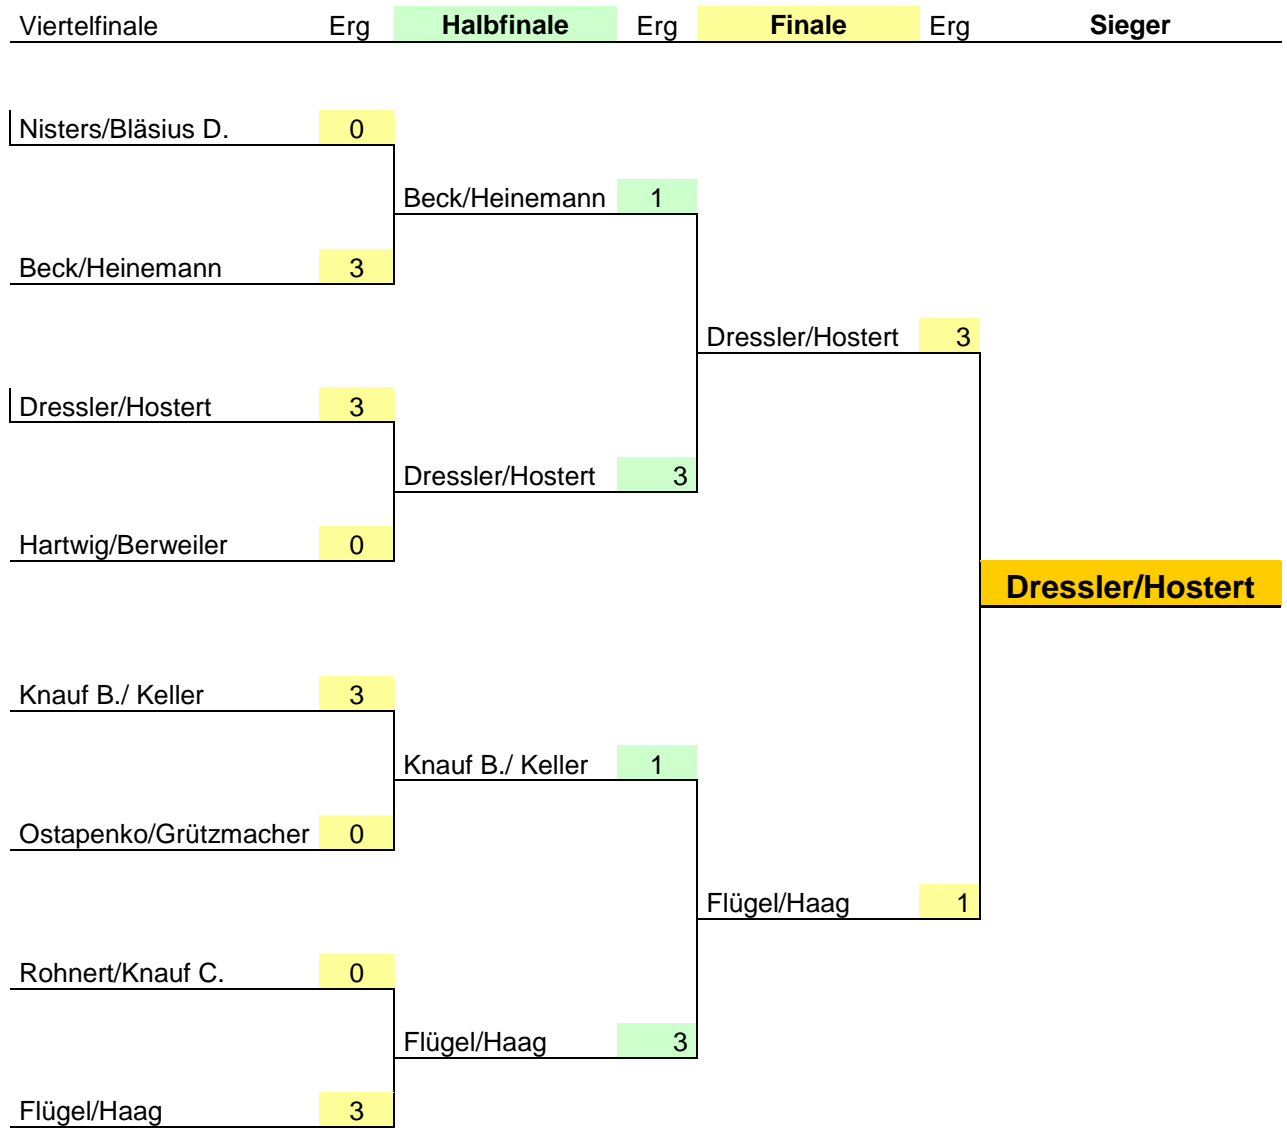 Viertelfinale Erg Halbfinale Erg Finale Erg Sieger
Nisters/Bläsius D. 0
Beck/Heinemann 1
Beck/Heinemann 3
Dressler/Hostert 3
Dressler/Hostert 3
Dressler/Hostert 3
Hartwig/Berweiler 0
Dressler/Hostert
Knauf B./ Keller 3
Knauf B./ Keller 1
Ostapenko/Grützmacher 0
Flügel/Haag 1
Rohnert/Knauf C. 0
Flügel/Haag 3
Flügel/Haag 3